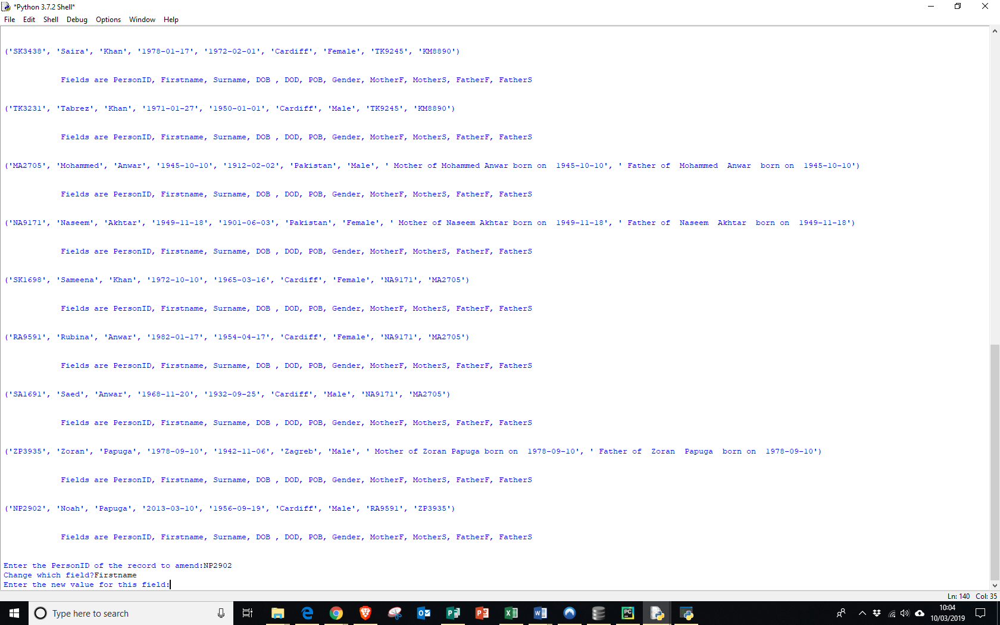 *Python 3.7.2 Shell*
File Edit Shell Debug Options Window Help
('SK3438', 'Saira', 'Khan', '1978-01-17', '1972-02-01', 'Cardiff', 'Female', 'TK9245', 'KM8890')
Fields are PersonID, Firstname, Surname, DOB , DOD, POB, Gender, MotherF, MotherS, FatherF, FatherS
('TK3231', 'Tabrez', 'Khan', '1971-01-27', '1950-01-01', 'Cardiff', 'Male', 'TK9245', 'KM8890')
Fields are PersonID, Firstname, Surname, DOB , DOD, POB, Gender, MotherF, MotherS, FatherF, FatherS
('MA2705', 'Mohammed', 'Anwar', '1945-10-10', '1912-02-02', 'Pakistan', 'Male', ' Mother of Mohammed Anwar born on  1945-10-10', ' Father of  Mohammed  Anwar  born on  1945-10-10')
Fields are PersonID, Firstname, Surname, DOB , DOD, POB, Gender, MotherF, MotherS, FatherF, FatherS
('NA9171', 'Naseem', 'Akhtar', '1949-11-18', '1901-06-03', 'Pakistan', 'Female', ' Mother of Naseem Akhtar born on  1949-11-18', ' Father of  Naseem  Akhtar  born on  1949-11-18')
Fields are PersonID, Firstname, Surname, DOB , DOD, POB, Gender, MotherF, MotherS, FatherF, FatherS
('SK1698', 'Sameena', 'Khan', '1972-10-10', '1965-03-16', 'Cardiff', 'Female', 'NA9171', 'MA2705')
Fields are PersonID, Firstname, Surname, DOB , DOD, POB, Gender, MotherF, MotherS, FatherF, FatherS
('RA9591', 'Rubina', 'Anwar', '1982-01-17', '1954-04-17', 'Cardiff', 'Female', 'NA9171', 'MA2705')
Fields are PersonID, Firstname, Surname, DOB , DOD, POB, Gender, MotherF, MotherS, FatherF, FatherS
('SA1691', 'Saed', 'Anwar', '1968-11-20', '1932-09-25', 'Cardiff', 'Male', 'NA9171', 'MA2705')
Fields are PersonID, Firstname, Surname, DOB , DOD, POB, Gender, MotherF, MotherS, FatherF, FatherS
('ZP3935', 'Zoran', 'Papuga', '1978-09-10', '1942-11-06', 'Zagreb', 'Male', ' Mother of Zoran Papuga born on  1978-09-10', ' Father of  Zoran  Papuga  born on  1978-09-10')
Fields are PersonID, Firstname, Surname, DOB , DOD, POB, Gender, MotherF, MotherS, FatherF, FatherS
('NP2902', 'Noah', 'Papuga', '2013-03-10', '1956-09-19', 'Cardiff', 'Male', 'RA9591', 'ZP3935')
Fields are PersonID, Firstname, Surname, DOB , DOD, POB, Gender, MotherF, MotherS, FatherF, FatherS
Enter the PersonID of the record to amend:NP2902
Change which field?Firstname
Enter the new value for this field:
Ln: 140 Col: 35
Type here to search
10:04
10/03/2019